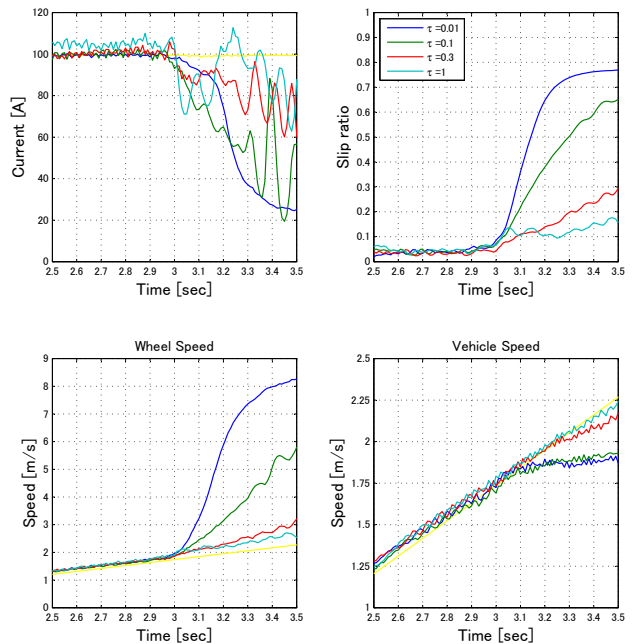 120
100
80
60
40
20
0
Current [A]
2.5 2.6 2.7 2.8 2.9 3 3.1 3.2 3.3 3.4 3.5
Time [sec]
1
0.9
0.8
0.7
0.6
0.5
0.4
0.3
0.2
0.1
0
Slip ratio
τ=0.01
τ=0.1
τ=0.3
τ=1
2.5 2.6 2.7 2.8 2.9 3 3.1 3.2 3.3 3.4 3.5
Time [sec]
Wheel Speed
9
8
7
6
5
4
3
2
1
0
Speed [m/s]
2.5 2.6 2.7 2.8 2.9 3 3.1 3.2 3.3 3.4 3.5
Time [sec]
Vehicle Speed
2.5
2.25
2
1.75
1.5
1.25
1
Speed [m/s]
2.5 2.6 2.7 2.8 2.9 3 3.1 3.2 3.3 3.4 3.5
Time [sec]